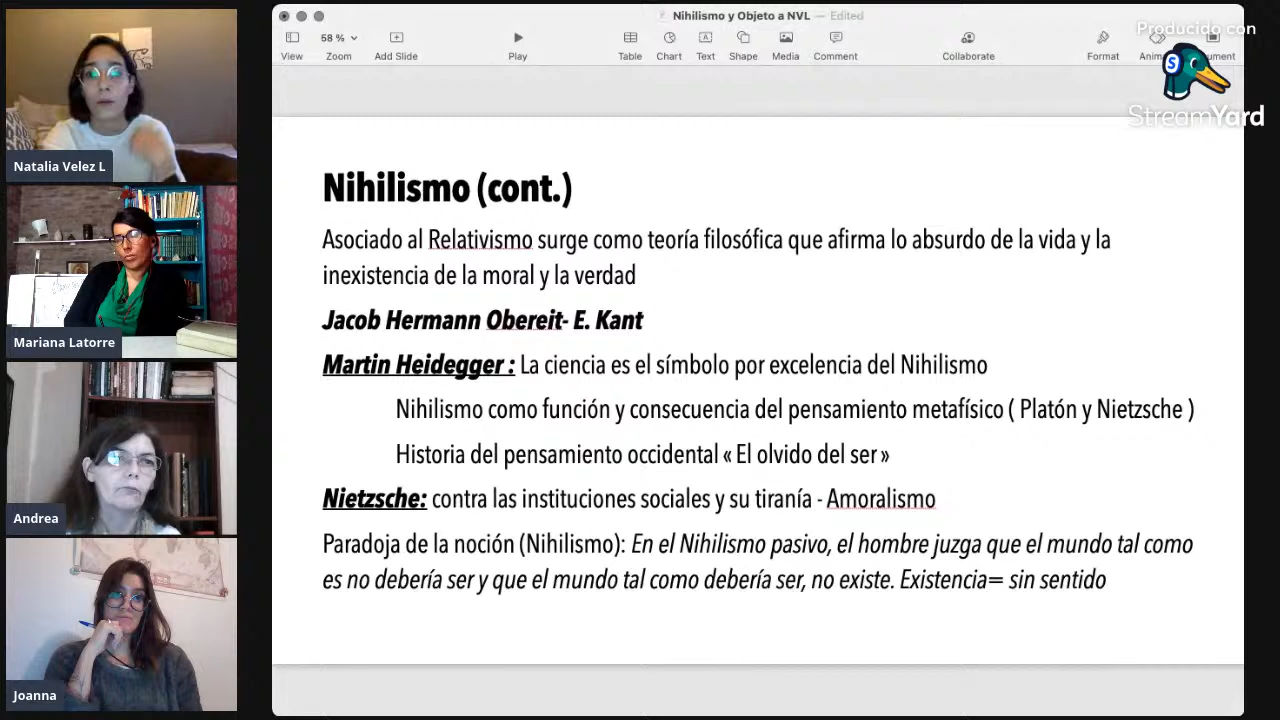 Nihilismo y Objeto a NVL — Edited
View
58 %
Zoom
Add Slide
Play
Table
Chart
Text
Shape
Media
Comment
Collaborate
Format
Producido con
StreamYard
Nihilismo (cont.)
Asociado al Relativismo surge como teoría filosófica que afirma lo absurdo de la vida y la
inexistencia de la moral y la verdad
Jacob Hermann Obereit- E. Kant
Martin Heidegger : La ciencia es el símbolo por excelencia del Nihilismo
Nihilismo como función y consecuencia del pensamiento metafísico ( Platón y Nietzsche )
Historia del pensamiento occidental « El olvido del ser »
Nietzsche: contra las instituciones sociales y su tiranía - Amoralismo
Paradoja de la noción (Nihilismo): En el Nihilismo pasivo, el hombre juzga que el mundo tal como
es no debería ser y que el mundo tal como debería ser, no existe. Existencia= sin sentido
Natalia Velez L
Mariana Latorre
Andrea
Joanna